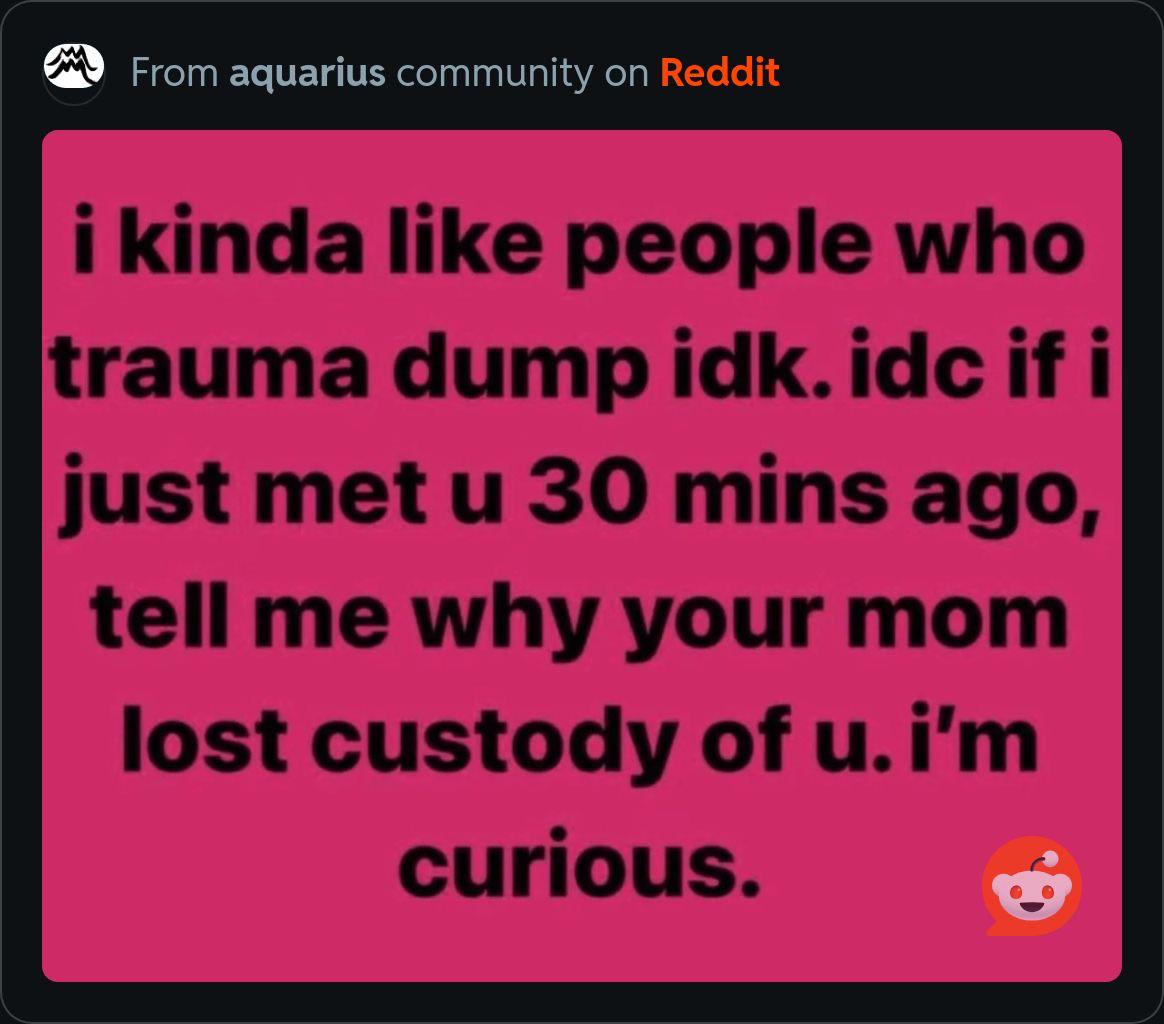 From aquarius community on Reddit
i kinda like people who
trauma dump idk. idc if i
just met u 30 mins ago,
tell me why your mom
lost custody of u. i’m
curious.